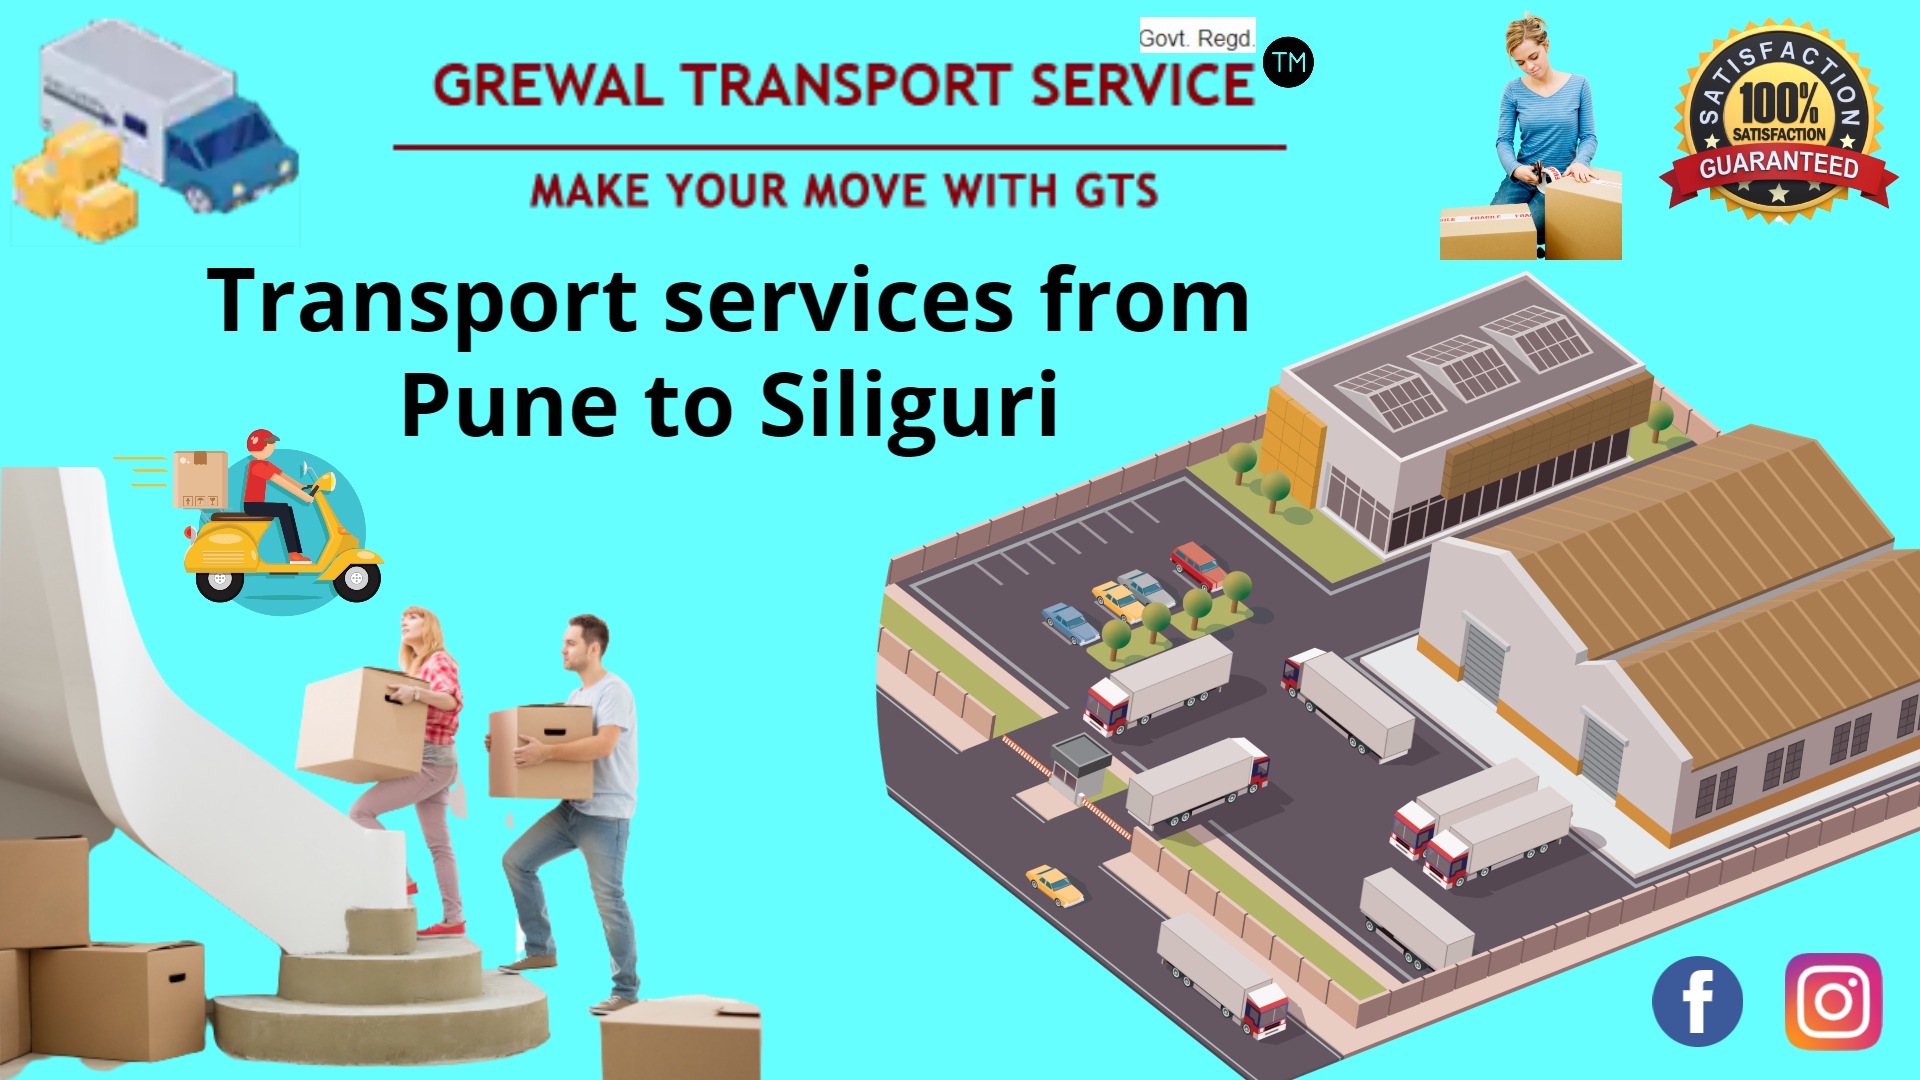 Govt. Regd.
GREWAL TRANSPORT SERVICE
TM
MAKE YOUR MOVE WITH GTS
SATISFACTION
100%
SATISFACTION
GUARANTEED
FRAGILE
Transport services from
Pune to Siliguri